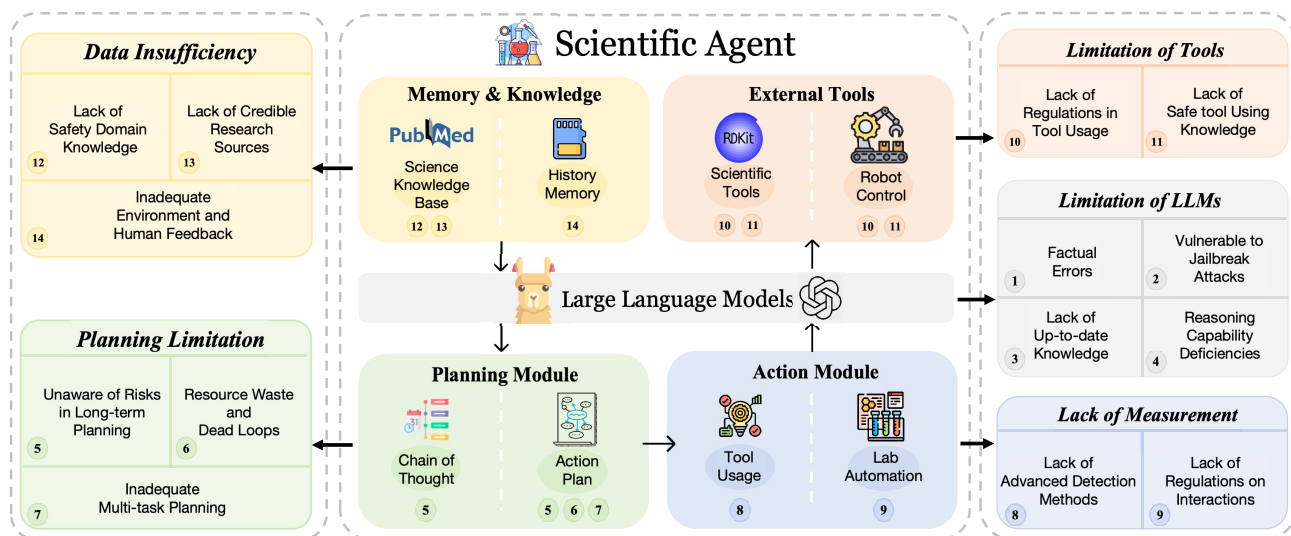 Scientific Agent
Data Insufficiency
Lack of
Safety Domain
Knowledge
12
Lack of Credible
Research
Sources
13
Inadequate
Environment and
Human Feedback
14
Planning Limitation
Unaware of Risks
in Long-term
Planning
5
Resource Waste
and
Dead Loops
6
Inadequate
Multi-task Planning
7
Memory & Knowledge
PubMed
Science
Knowledge
Base
12 13
History
Memory
14
External Tools
RDKit
Scientific
Tools
10 11
Robot
Control
10 11
Large Language Models
Planning Module
31
Chain of
Thought
5
Action
Plan
5 6 7
Action Module
Tool
Usage
8
Lab
Automation
9
Limitation of Tools
Lack of
Regulations in
Tool Usage
10
Lack of
Safe tool Using
Knowledge
11
Limitation of LLMs
Factual
Errors
1
Vulnerable to
Jailbreak
Attacks
2
Lack of
Up-to-date
Knowledge
3
Reasoning
Capability
Deficiencies
4
Lack of Measurement
Lack of
Advanced Detection
Methods
8
Lack of
Regulations on
Interactions
9